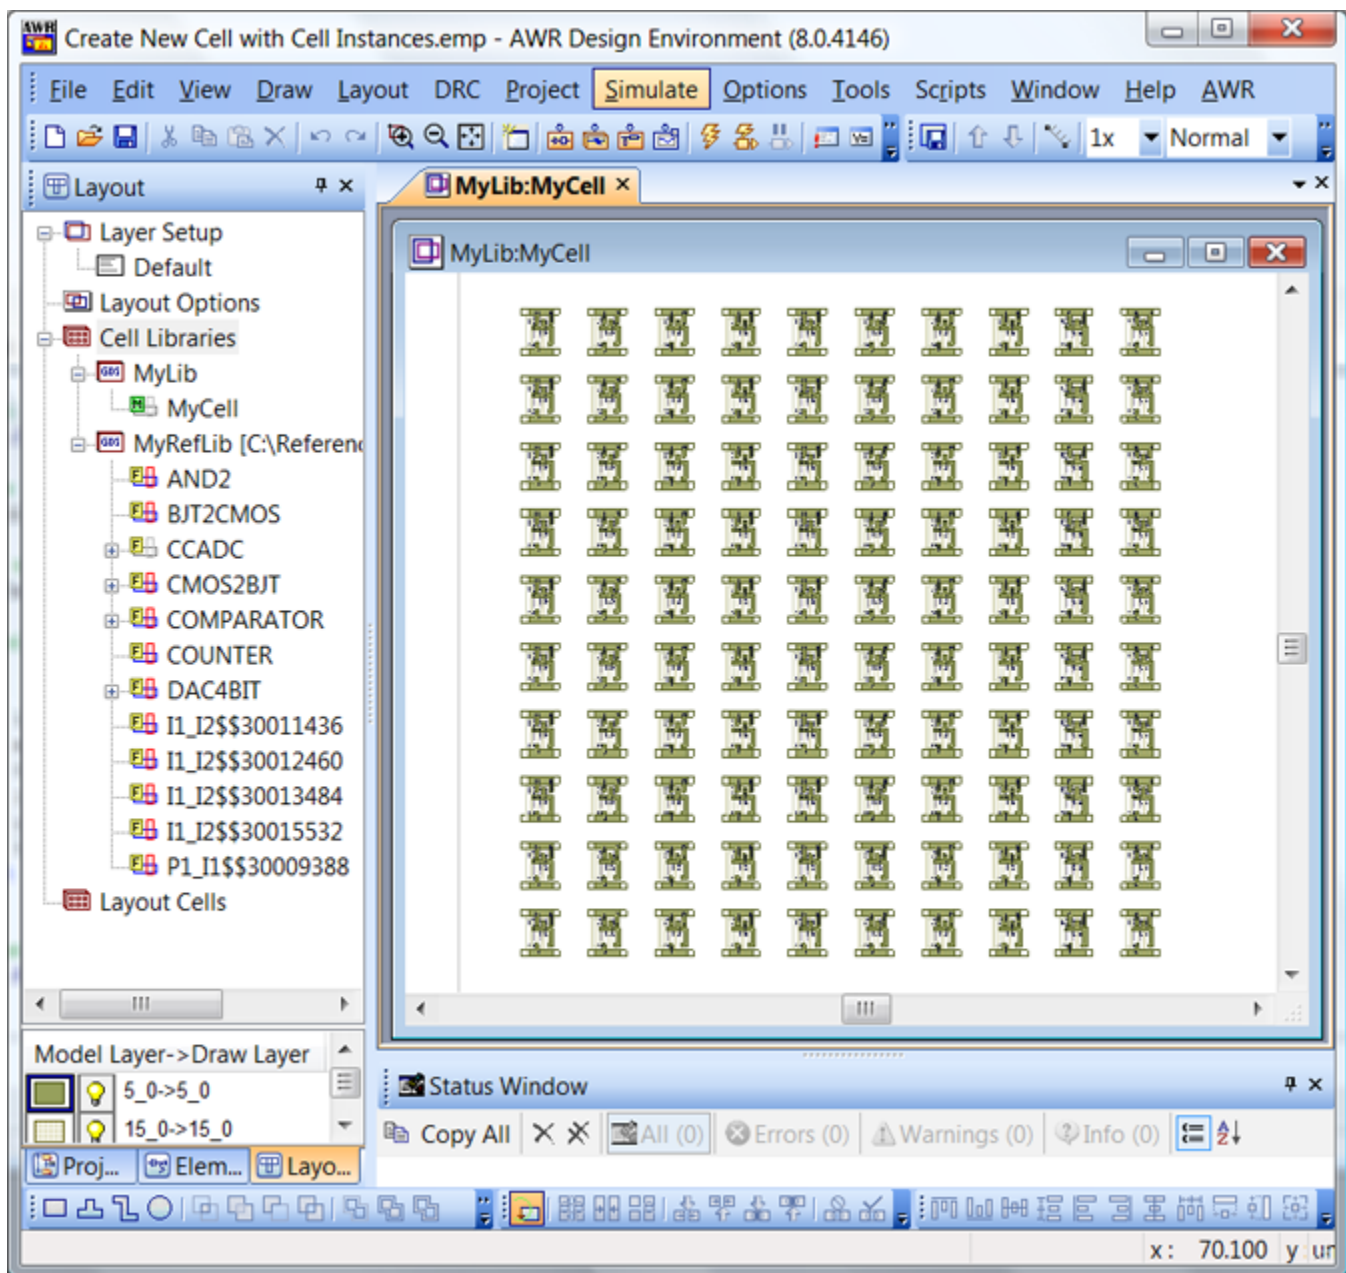 Create New Cell with Cell Instances.emp - AWR Design Environment (8.0.4146)
File Edit View Draw Layout DRC Project Simulate Options Tools Scripts Window Help AWR
1x Normal
Layout
MyLib:MyCell
Layer Setup
Default
Layout Options
Cell Libraries
MyLib
MyCell
MyRefLib [C:\Referen
AND2
BJT2CMOS
CCADC
CMOS2BJT
COMPARATOR
COUNTER
DAC4BIT
I1_I2$$30011436
I1_I2$$30012460
I1_I2$$30013484
I1_I2$$30015532
P1_I1$$30009388
Layout Cells
MyLib:MyCell
Model Layer->Draw Layer
5_0->5_0
15_0->15_0
Proj... Elem... Layo...
Status Window
Copy All All (0) Errors (0) Warnings (0) Info (0)
x: 70.100 y